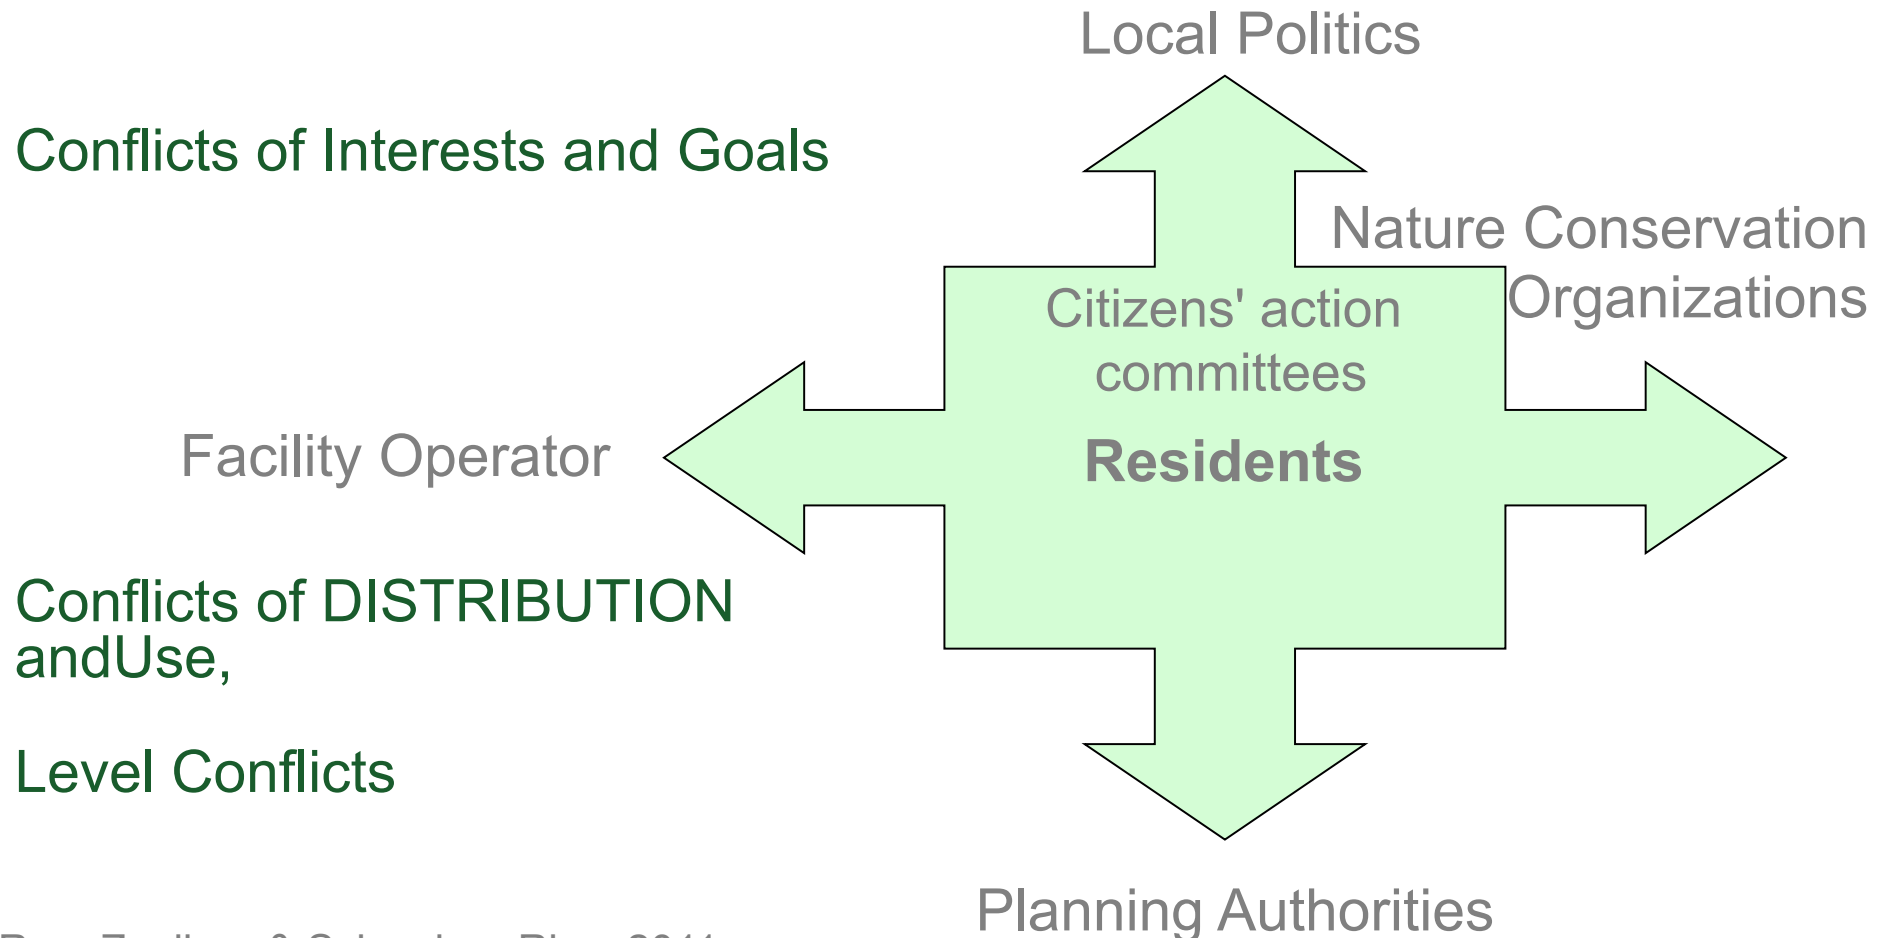 Local Politics
Conflicts of Interests and Goals
Nature Conservation
Organizations
Citizens' action
committees
Facility Operator
Residents
Conflicts of DISTRIBUTION
andUse,
Level Conflicts
Planning Authorities
2011